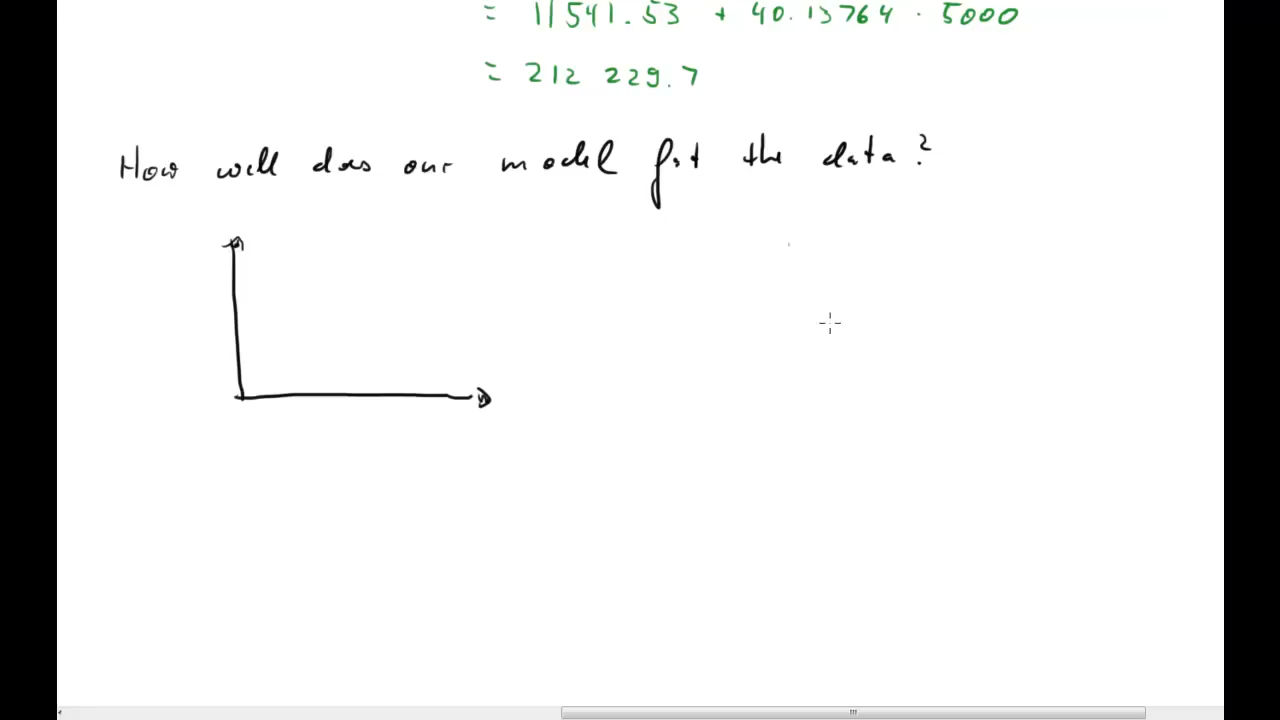 = 11541.53 + 40.13764 · 5000
= 212 229.7
How well does our model fit the data?